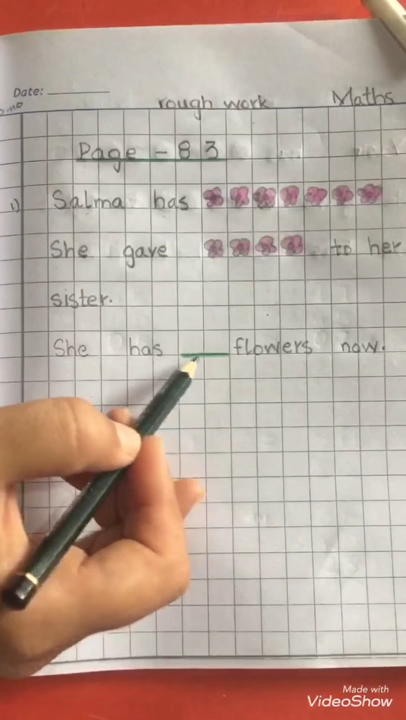 Date:
rough work Maths
Page - 83
1) Salma has
She gave to her
sister.
She has __ flowers now.
Made with
VideoShow